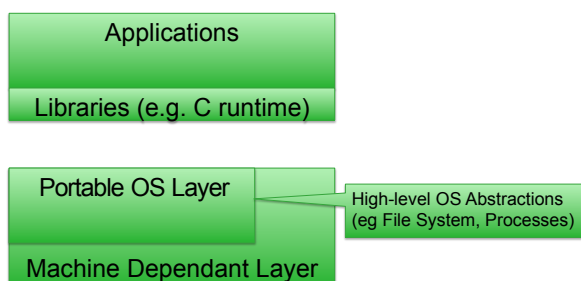 Applications
Libraries (e.g. C runtime)
Portable OS Layer
High-level OS Abstractions
(eg File System, Processes)
Machine Dependant Layer